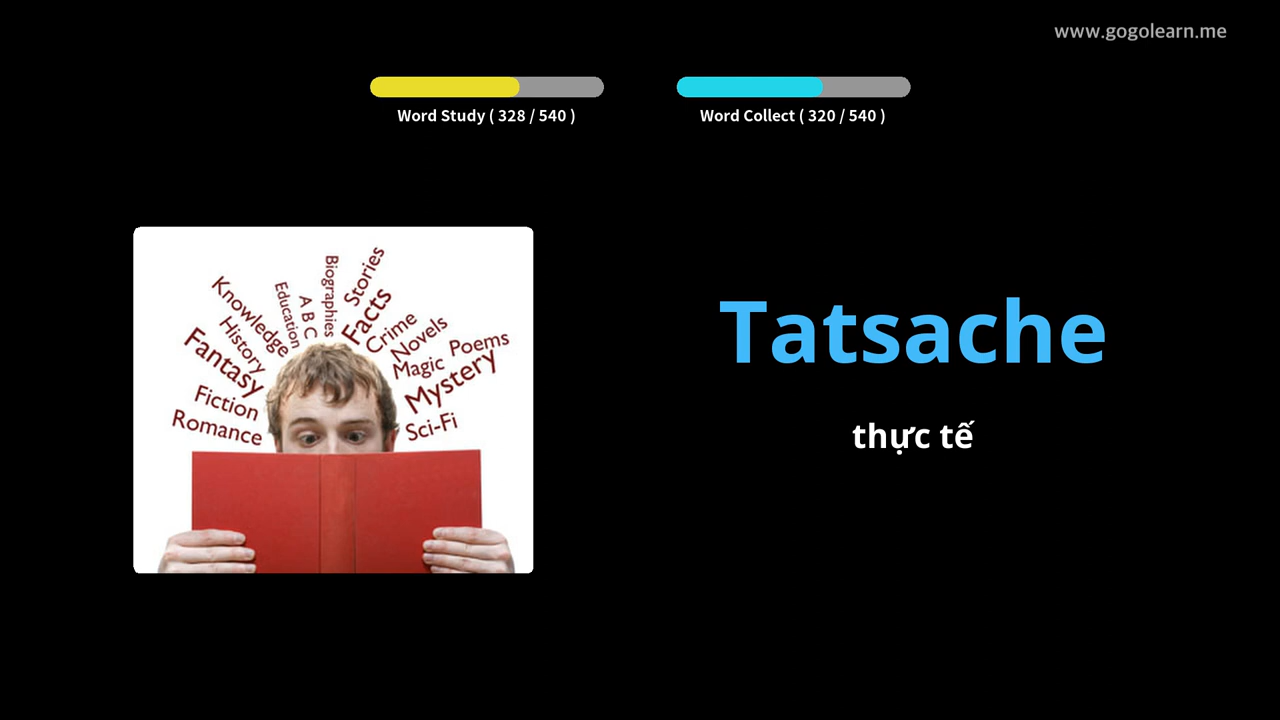 www.gogolearn.me
Word Study ( 328 / 540 )
Word Collect ( 320 / 540 )
Romance
Fiction
Fantasy
History
Knowledge
Education
A B C
Biographies
Stories
Facts
Crime
Novels
Magic
Poems
Mystery
Sci-Fi
Tatsache
thực tế